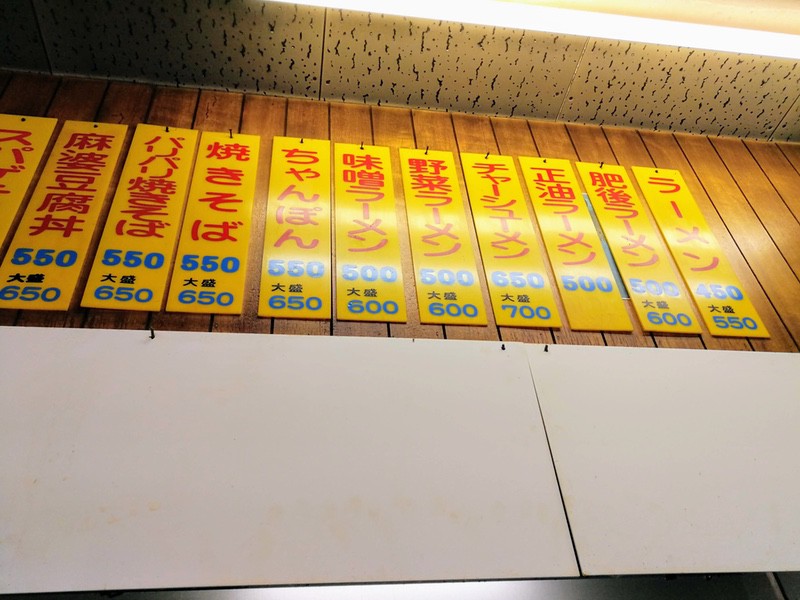 ラーメン
450
大盛
550
肥後ラーメン
500
大盛
600
正油ラーメン
500
チャーシューメン
650
大盛
700
野菜ラーメン
500
大盛
600
味噌ラーメン
500
大盛
600
ちゃんぽん
550
大盛
650
焼きそば
550
大盛
650
バリバリ焼きそば
550
大盛
650
麻婆豆腐丼
550
大盛
650